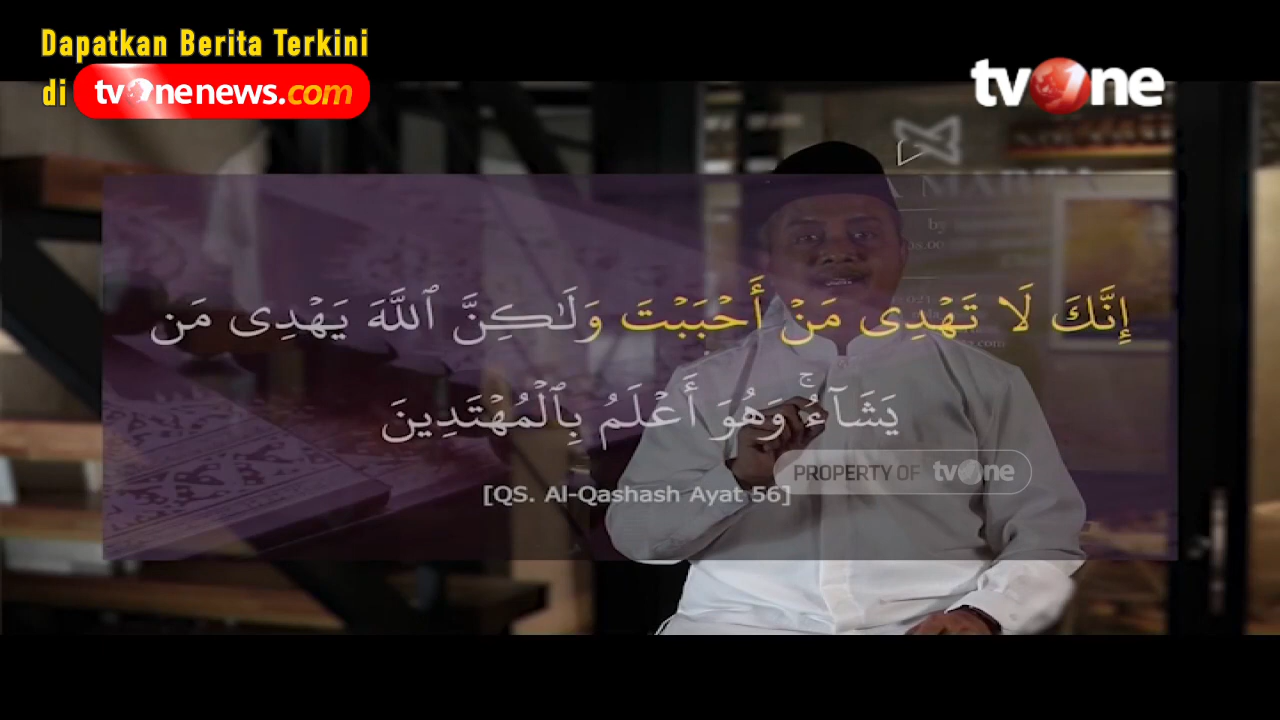 Dapatkan Berita Terkini
di tvOnenews.com
tvOne
by
إِنَّكَ لَا تَهْدِى مَنْ أَحْبَبْتَ وَلَـٰكِنَّ ٱللَّهَ يَهْدِى مَن
يَشَآءُ ۚ وَهُوَ أَعْلَمُ بِٱلْمُهْتَدِينَ
PROPERTY OF tvOne
[QS. Al-Qashash Ayat 56]